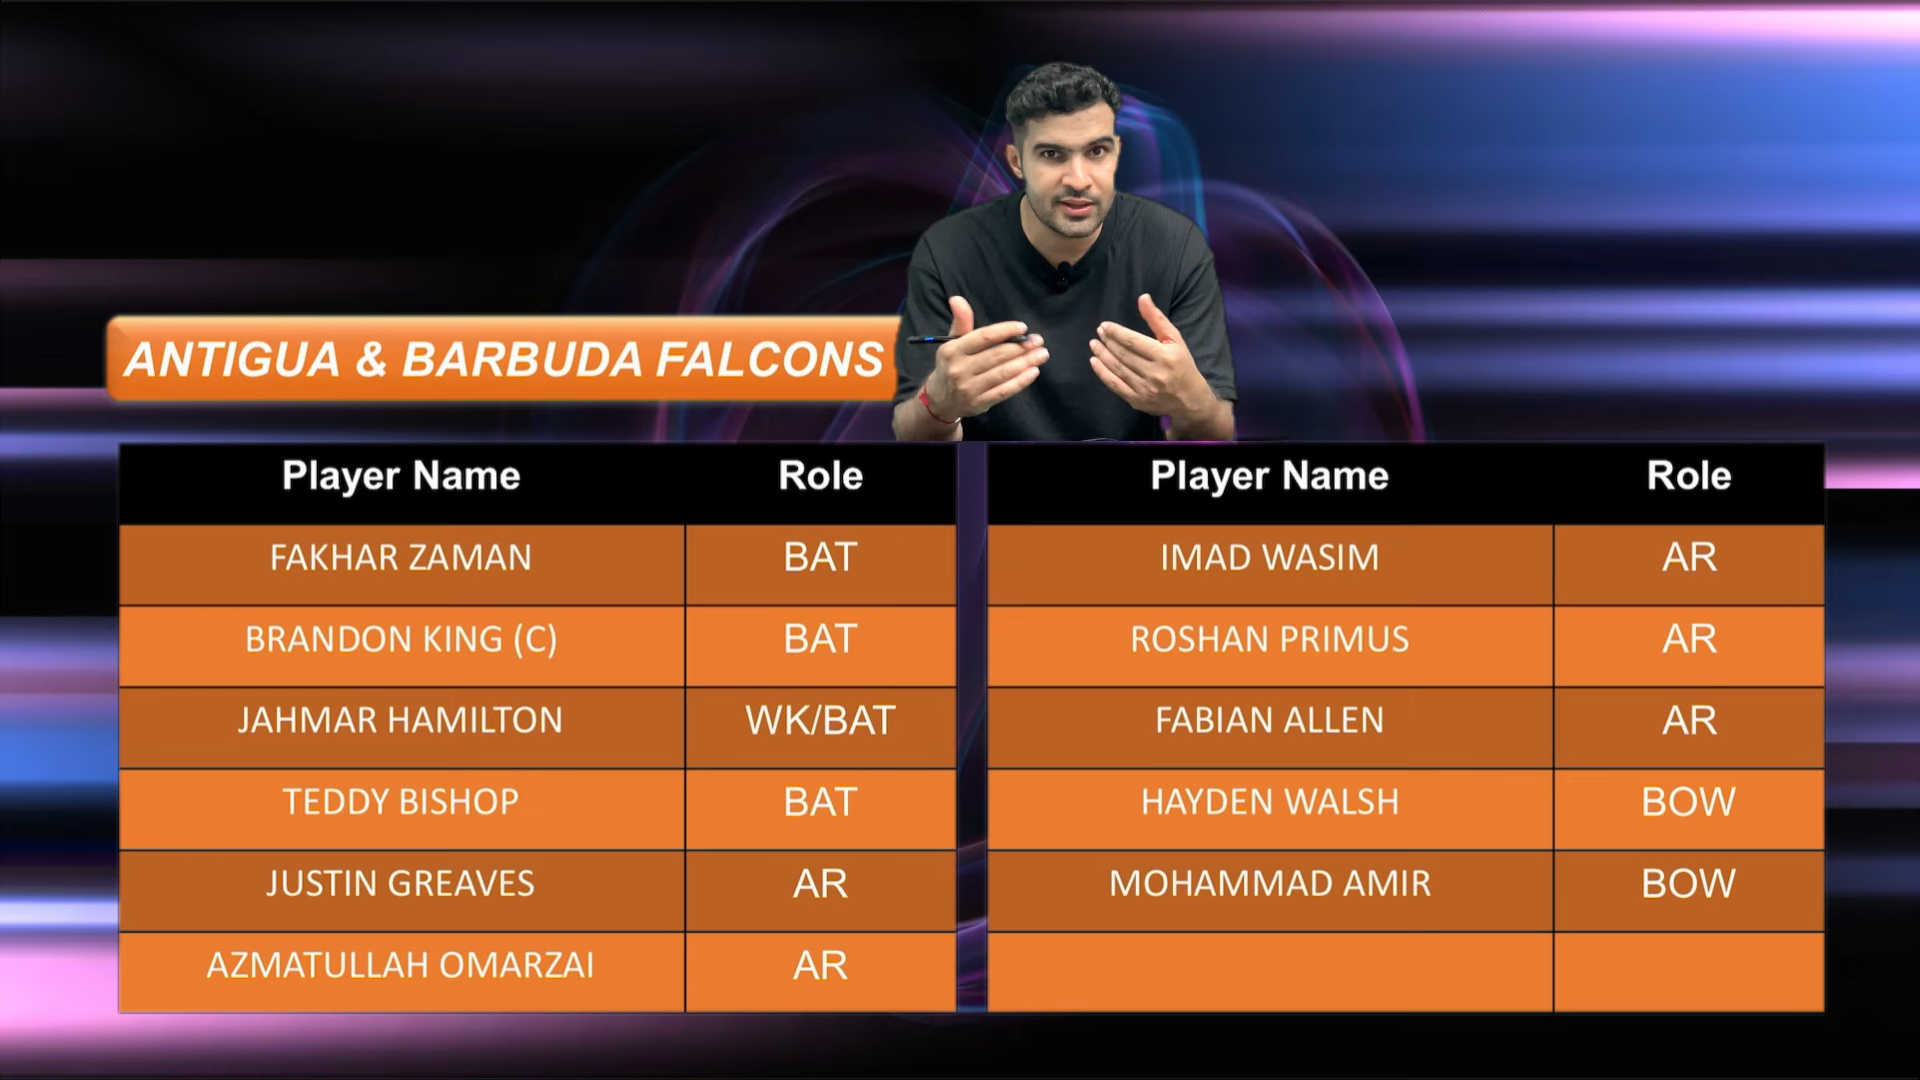 ANTIGUA & BARBUDA FALCONS
Player Name Role
FAKHAR ZAMAN BAT
BRANDON KING (C) BAT
JAHMAR HAMILTON WK/BAT
TEDDY BISHOP BAT
JUSTIN GREAVES AR
AZMATULLAH OMARZAI AR
Player Name Role
IMAD WASIM AR
ROSHAN PRIMUS AR
FABIAN ALLEN AR
HAYDEN WALSH BOW
MOHAMMAD AMIR BOW